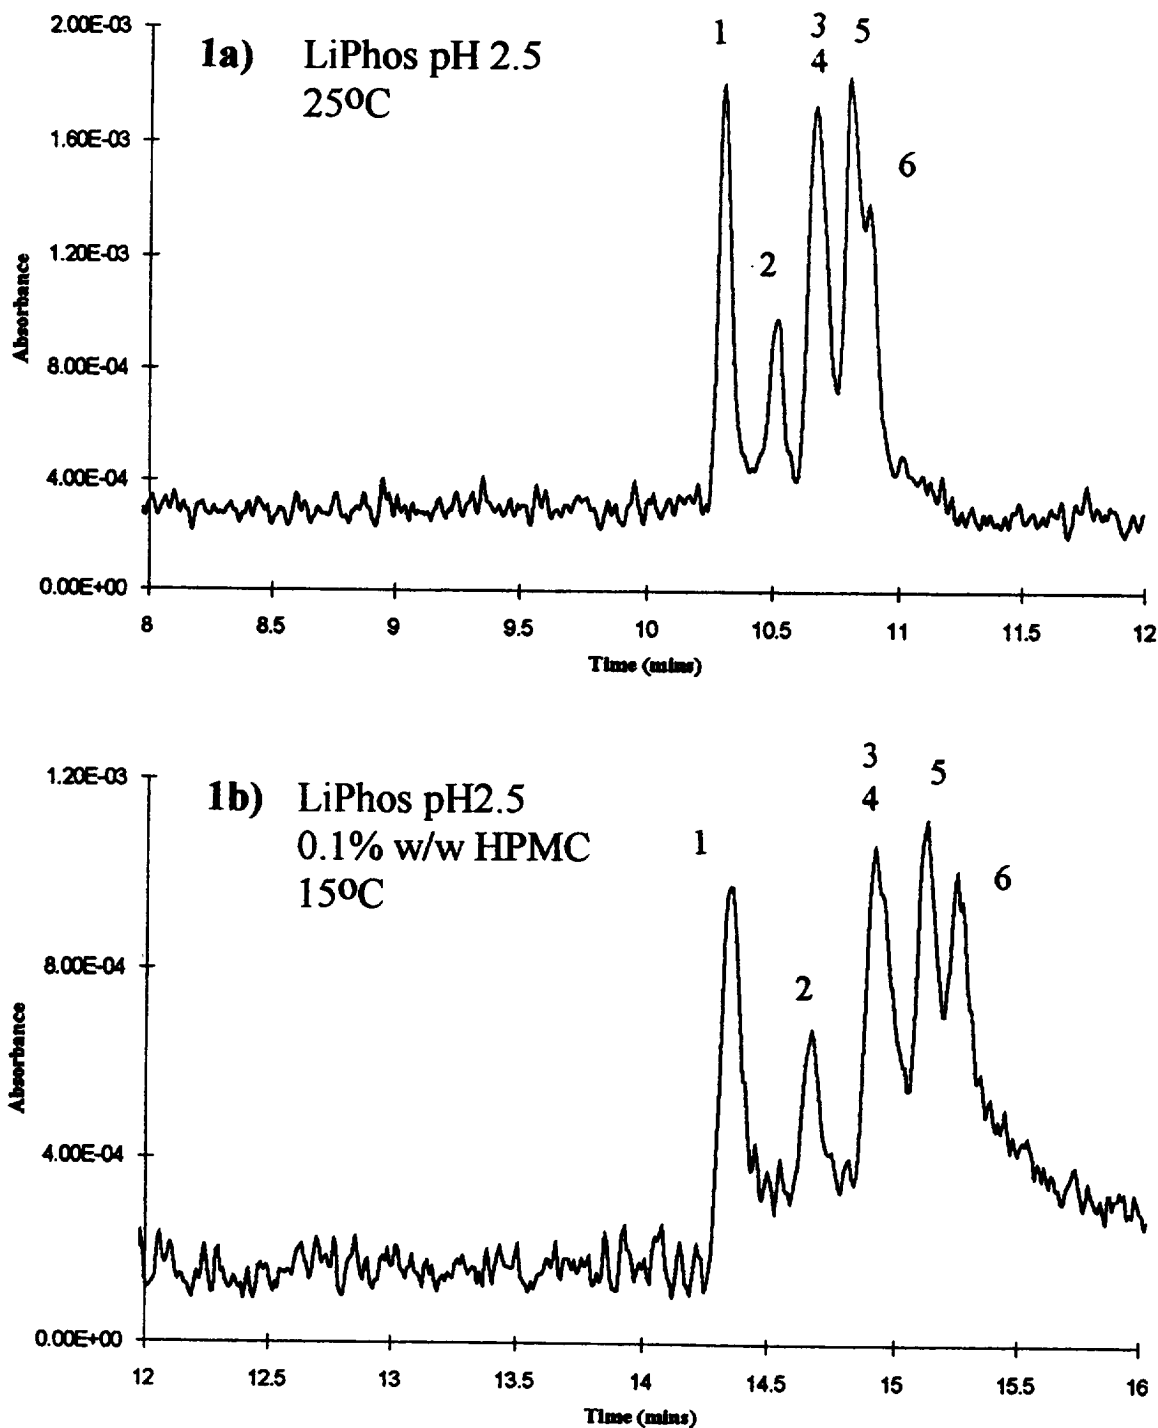 2.00E-03
1.60E-03
1.20E-03
8.00E-04
4.00E-04
0.00E+00
Absorbance
1a) LiPhos pH 2.5
25ºC
1
2
3
4
5
6
8 8.5 9 9.5 10 10.5 11 11.5 12
Time (mins)
1.20E-03
8.00E-04
4.00E-04
0.00E+00
Absorbance
1b) LiPhos pH2.5
0.1% w/w HPMC
15ºC
1
2
3
4
5
6
12 12.5 13 13.5 14 14.5 15 15.5 16
Time (mins)